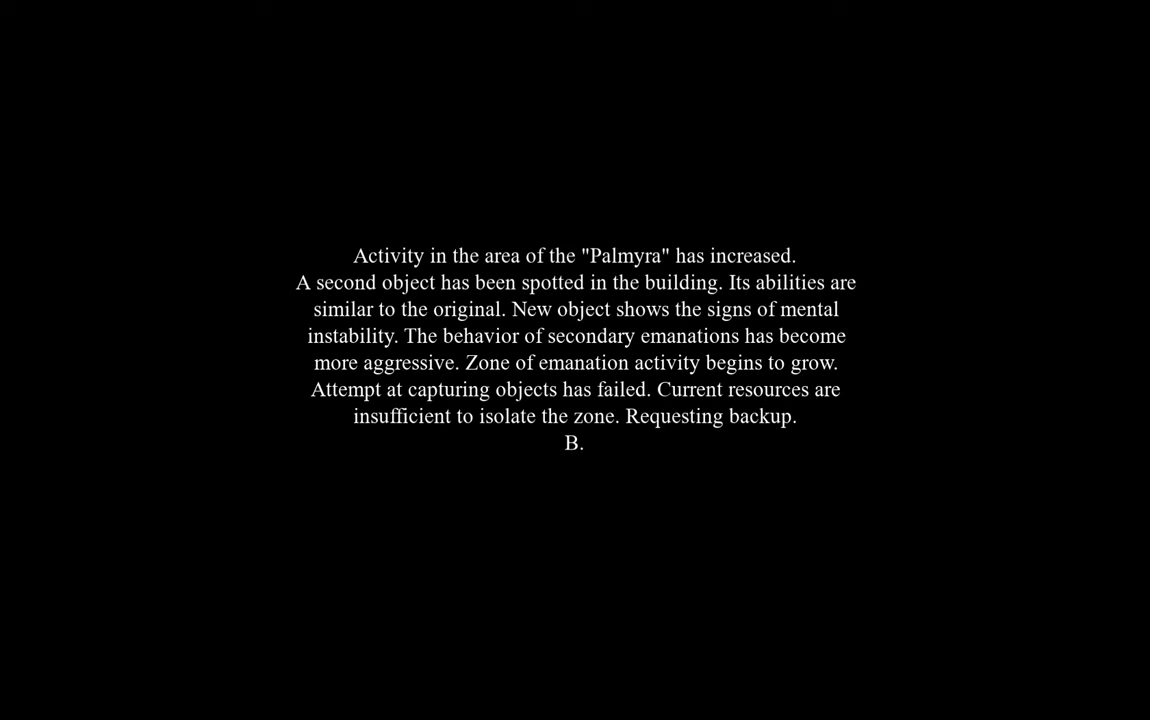 Activity in the area of the "Palmyra" has increased.
A second object has been spotted in the building. Its abilities are
similar to the original. New object shows the signs of mental
instability. The behavior of secondary emanations has become
more aggressive. Zone of emanation activity begins to grow.
Attempt at capturing objects has failed. Current resources are
insufficient to isolate the zone. Requesting backup.
B.